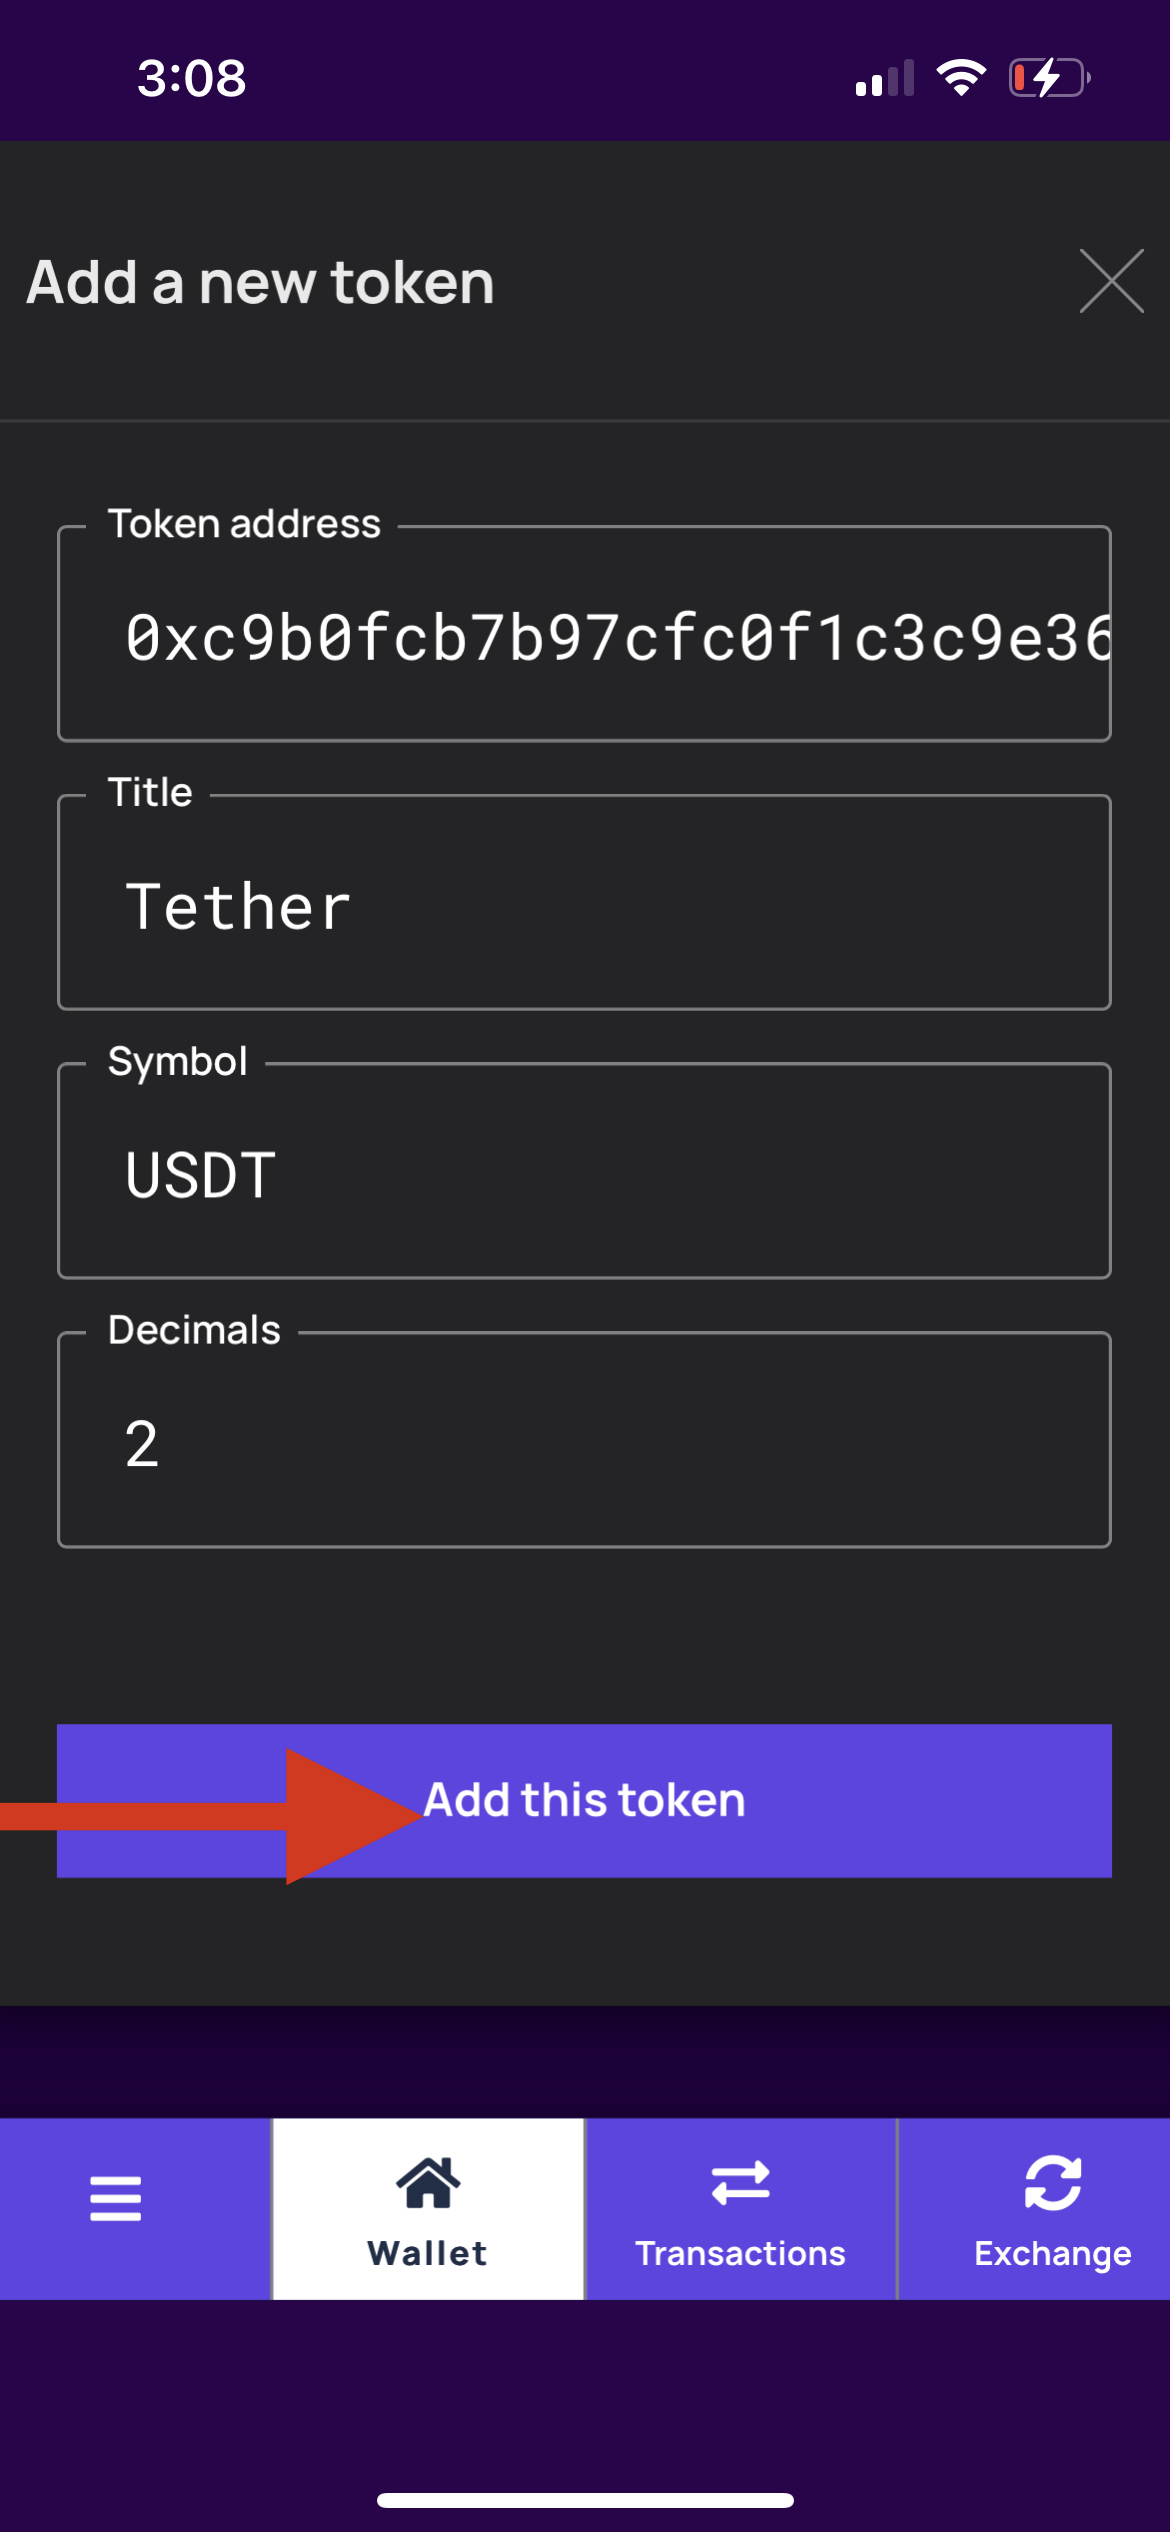 3:08
Add a new token
Token address
0xc9b0fcb7b97cfc0f1c3c9e36
Title
Tether
Symbol
USDT
Decimals
2
Add this token
Wallet
Transactions
Exchange